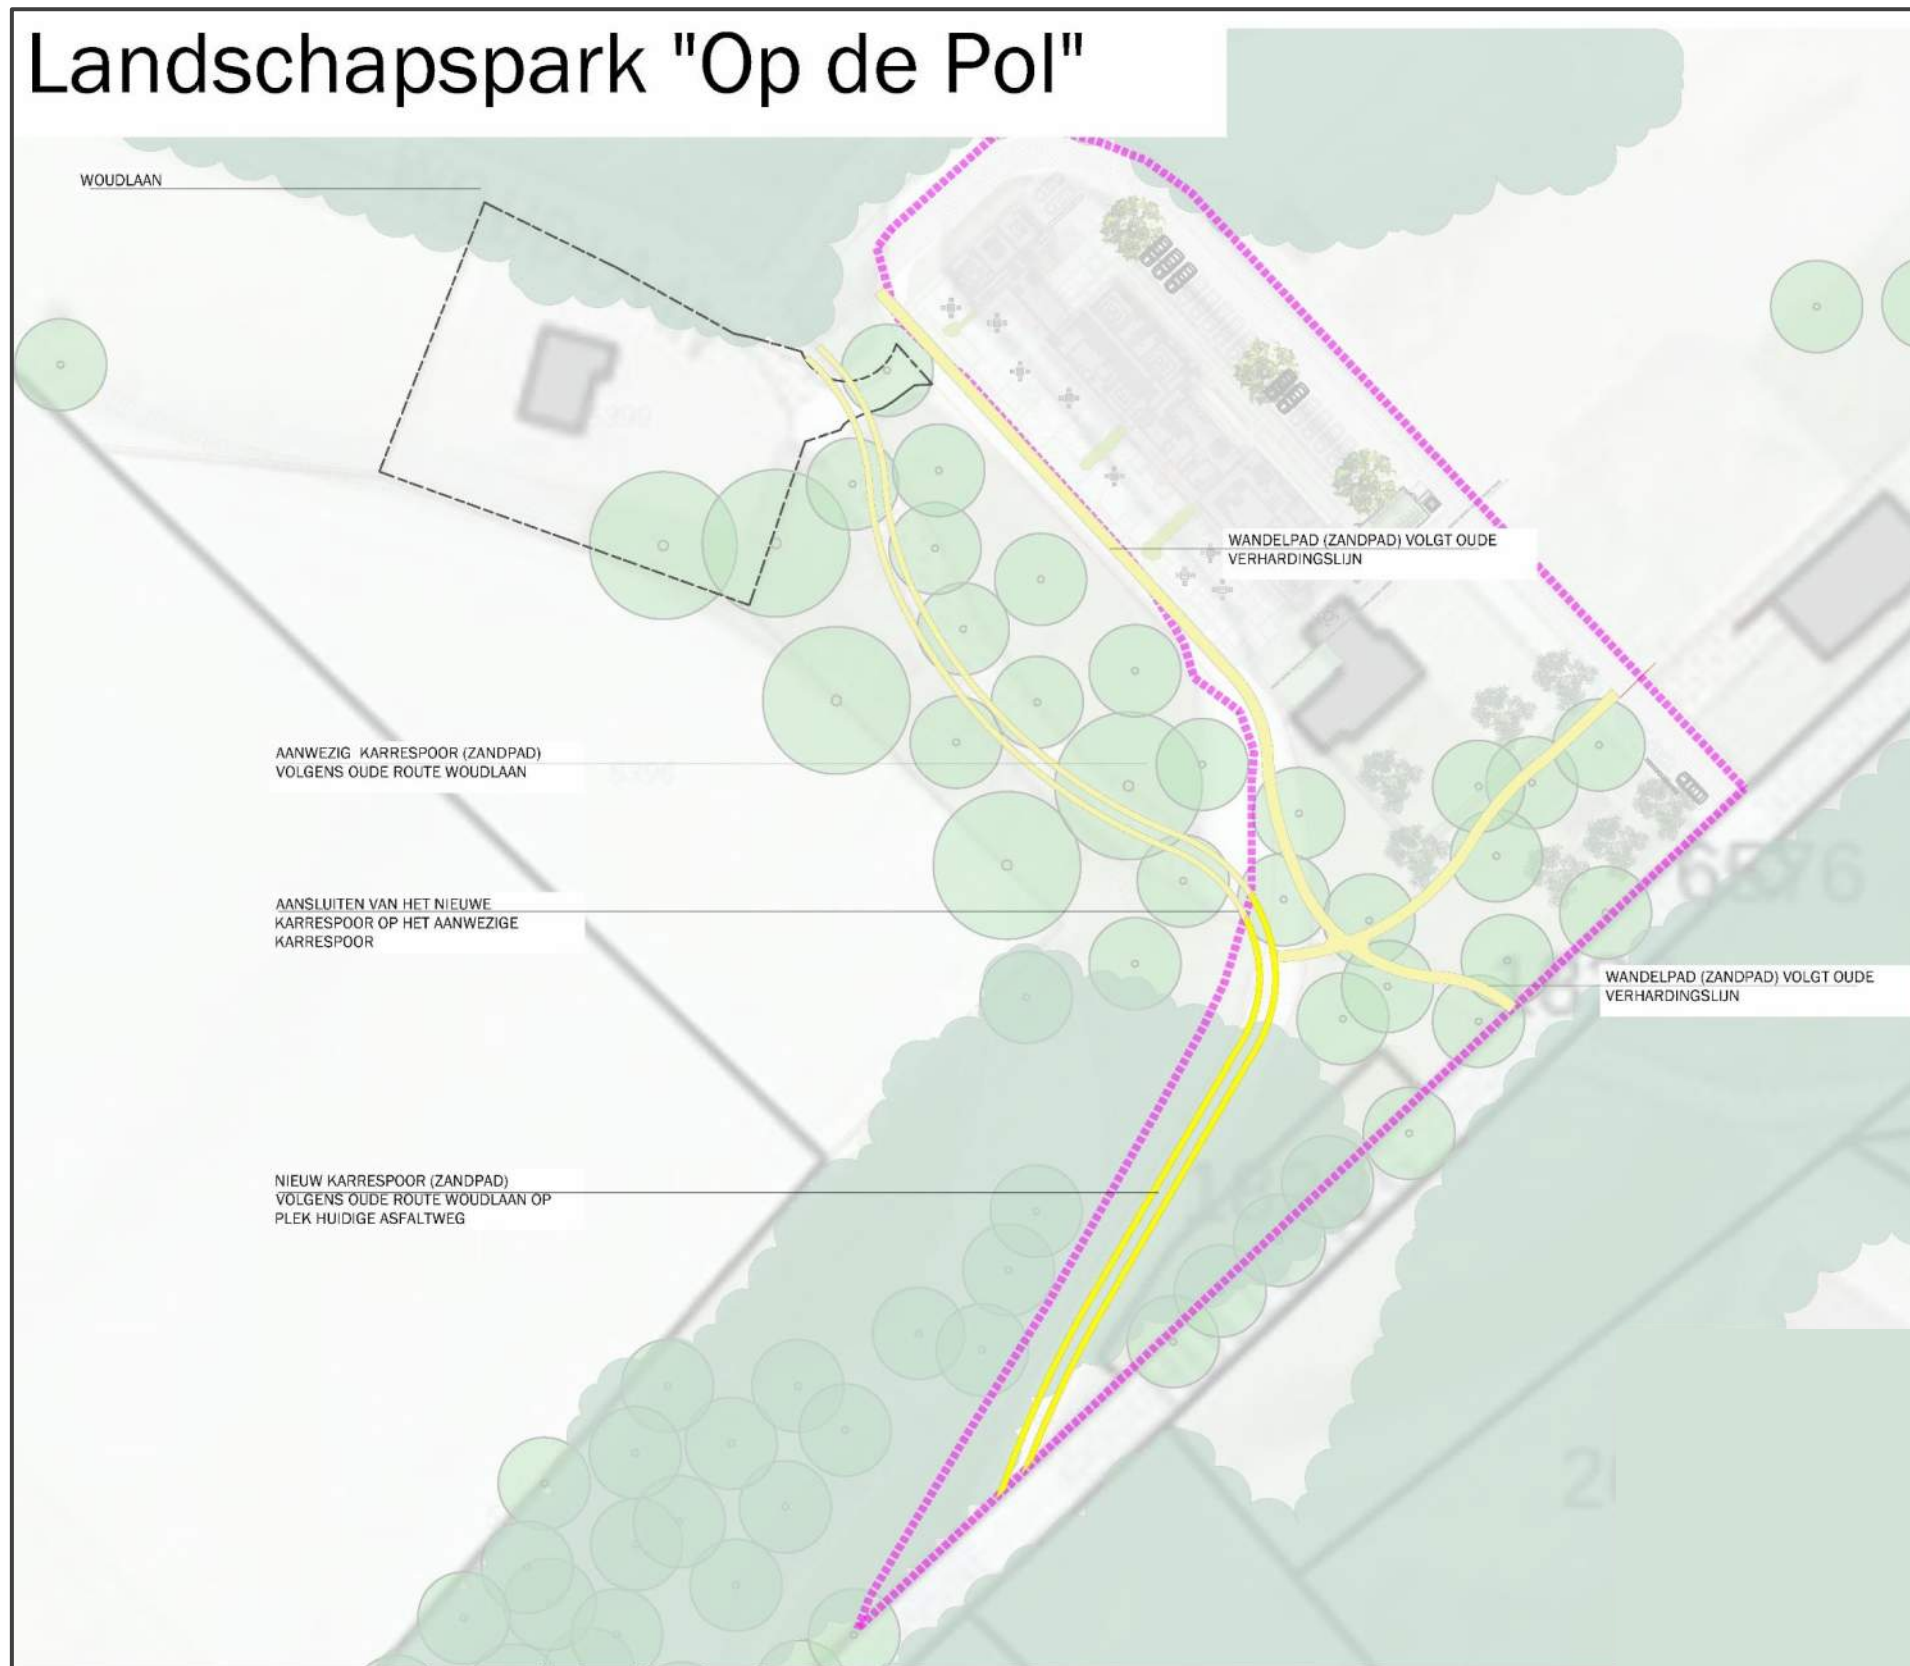 Landschapspark "Op de Pol"
WOUDLAAN
WANDELPAD (ZANDPAD) VOLGT OUDE
VERHARDINGSLIJN
AANWEZIG KARRESPOOR (ZANDPAD)
VOLGENS OUDE ROUTE WOUDLAAN
AANSLUITEN VAN HET NIEUWE
KARRESPOOR OP HET AANWEZIGE
KARRESPOOR
WANDELPAD (ZANDPAD) VOLGT OUDE
VERHARDINGSLIJN
NIEUW KARRESPOOR (ZANDPAD)
VOLGENS OUDE ROUTE WOUDLAAN OP
PLEK HUIDIGE ASFALTWEG